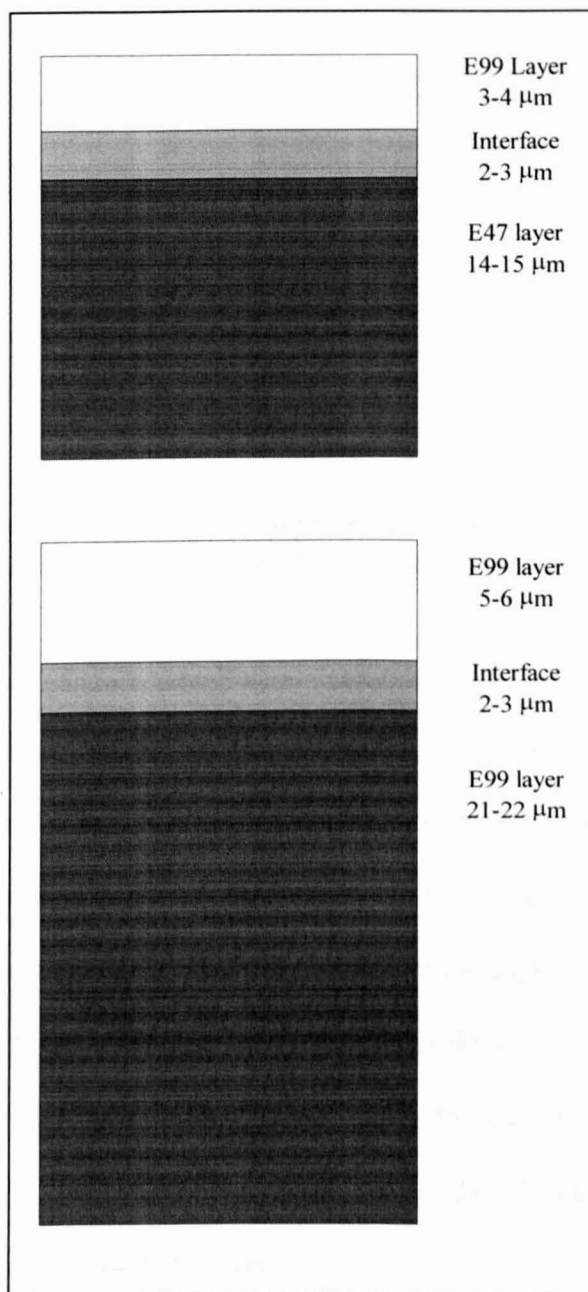 E99 Layer
3-4 µm
Interface
2-3 µm
E47 layer
14-15 µm
E99 layer
5-6 µm
Interface
2-3 µm
E99 layer
21-22 µm